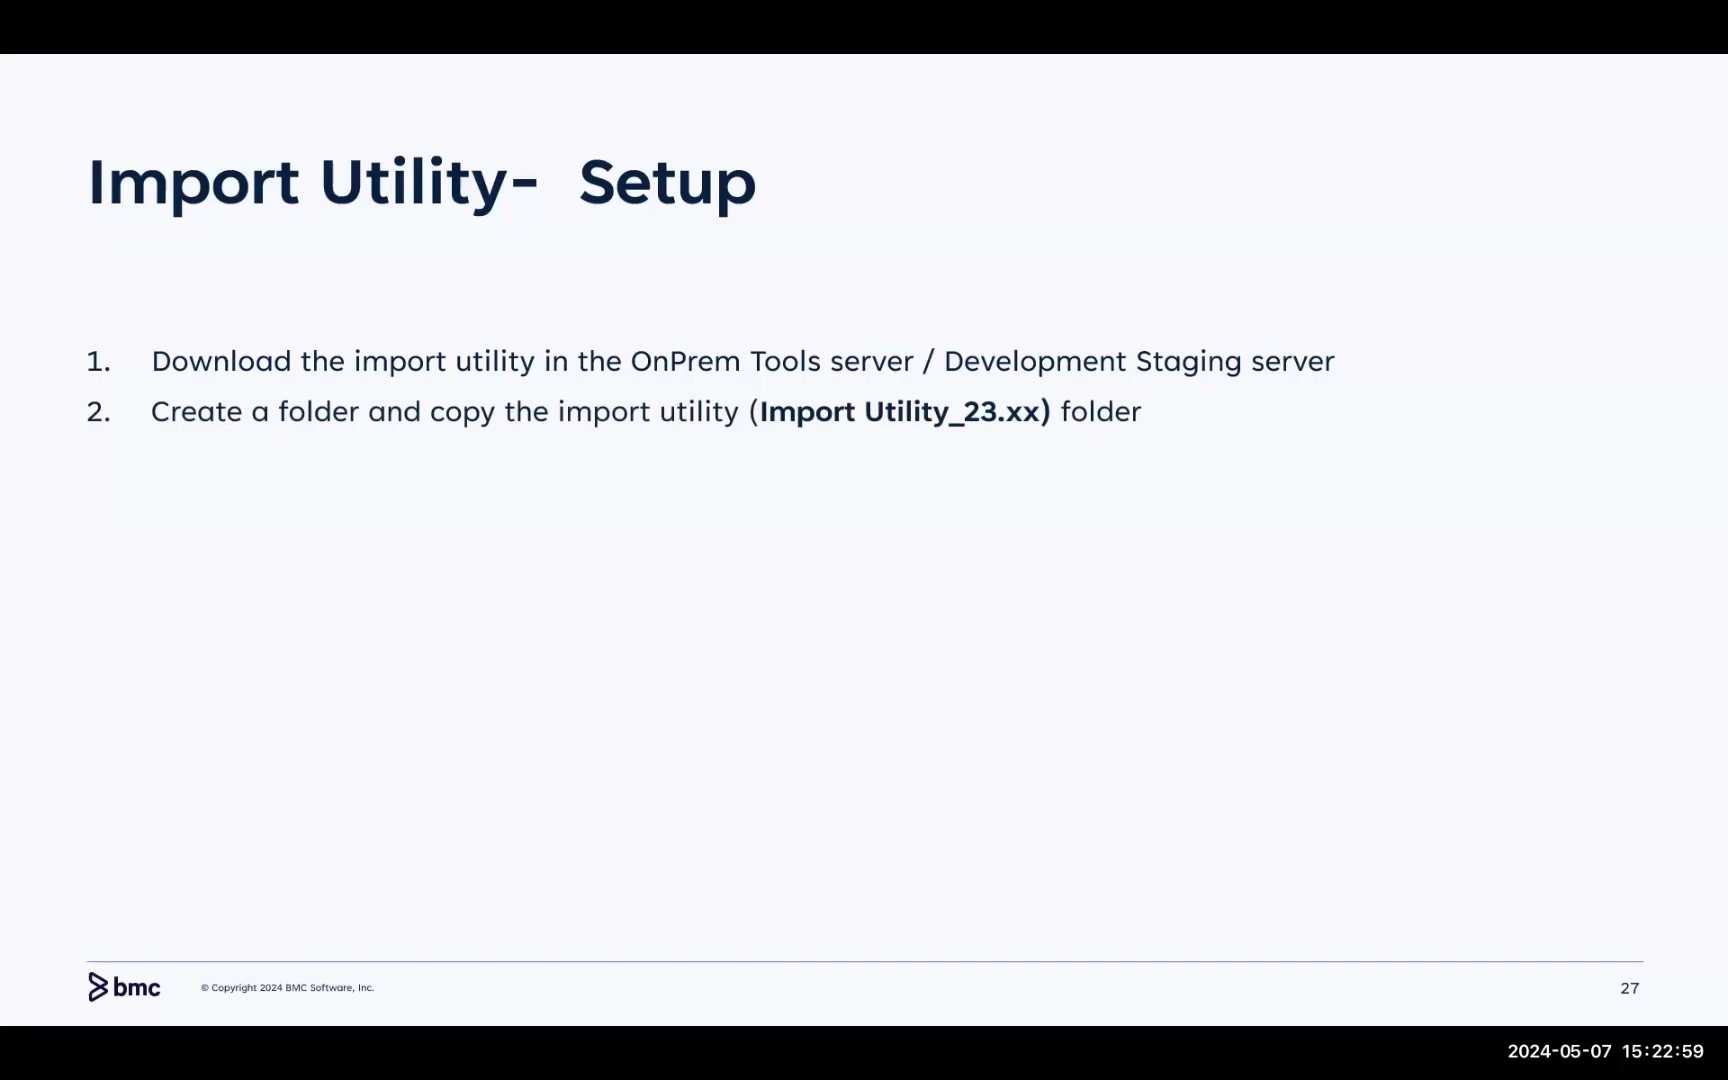 Import Utility-  Setup
1. Download the import utility in the OnPrem Tools server / Development Staging server
2. Create a folder and copy the import utility (Import Utility_23.xx) folder
bmc © Copyright 2024 BMC Software, Inc. 27
2024-05-07 15:22:59